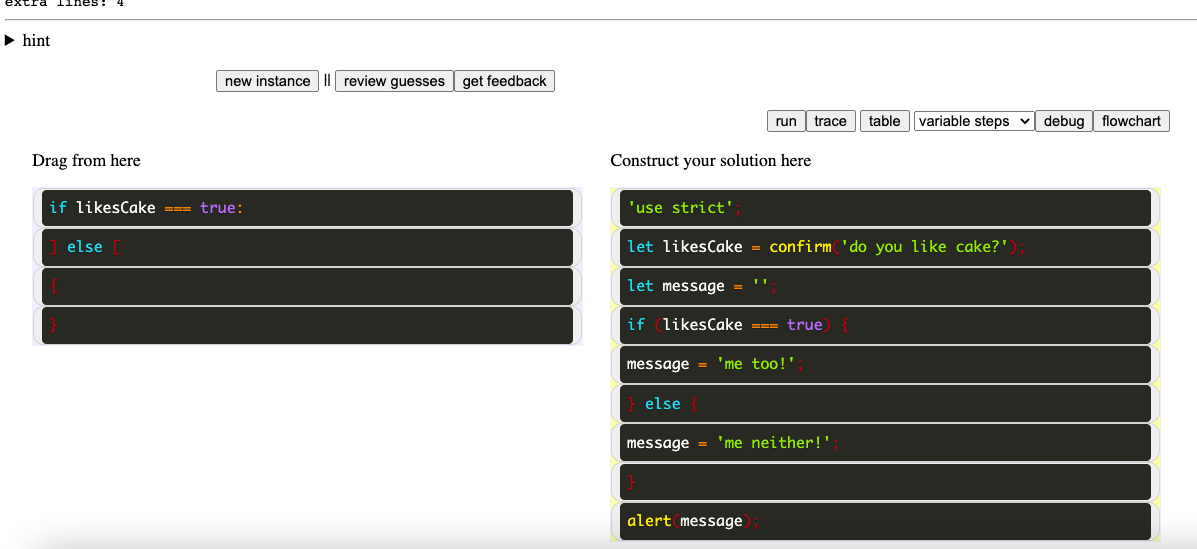 extra lines: 4
▶ hint
new instance || review guesses get feedback
run trace table variable steps debug flowchart
Drag from here
if likesCake === true:
] else [
{
}
Construct your solution here
'use strict';
let likesCake = confirm('do you like cake?');
let message = '';
if (likesCake === true) {
message = 'me too!';
} else {
message = 'me neither!';
}
alert(message);